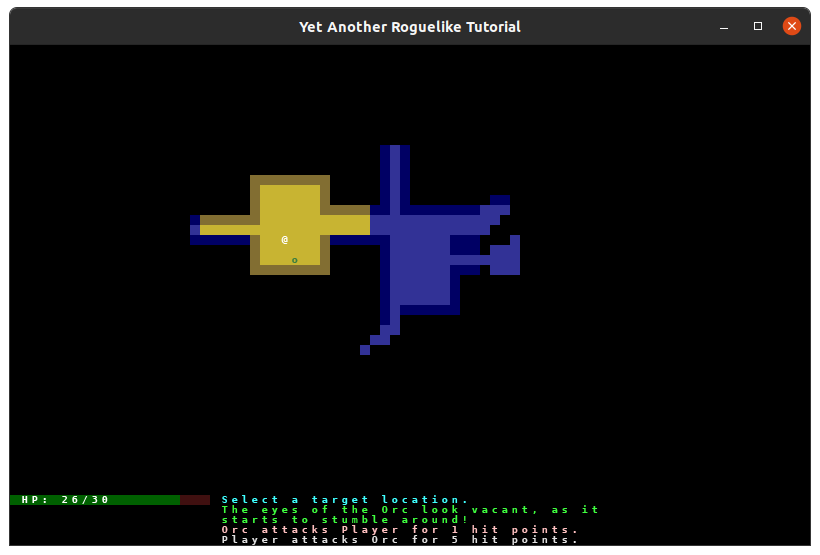 Yet Another Roguelike Tutorial
@
o
HP: 26/30
Select a target location.
The eyes of the Orc look vacant, as it
starts to stumble around!
Orc attacks Player for 1 hit points.
Player attacks Orc for 5 hit points.